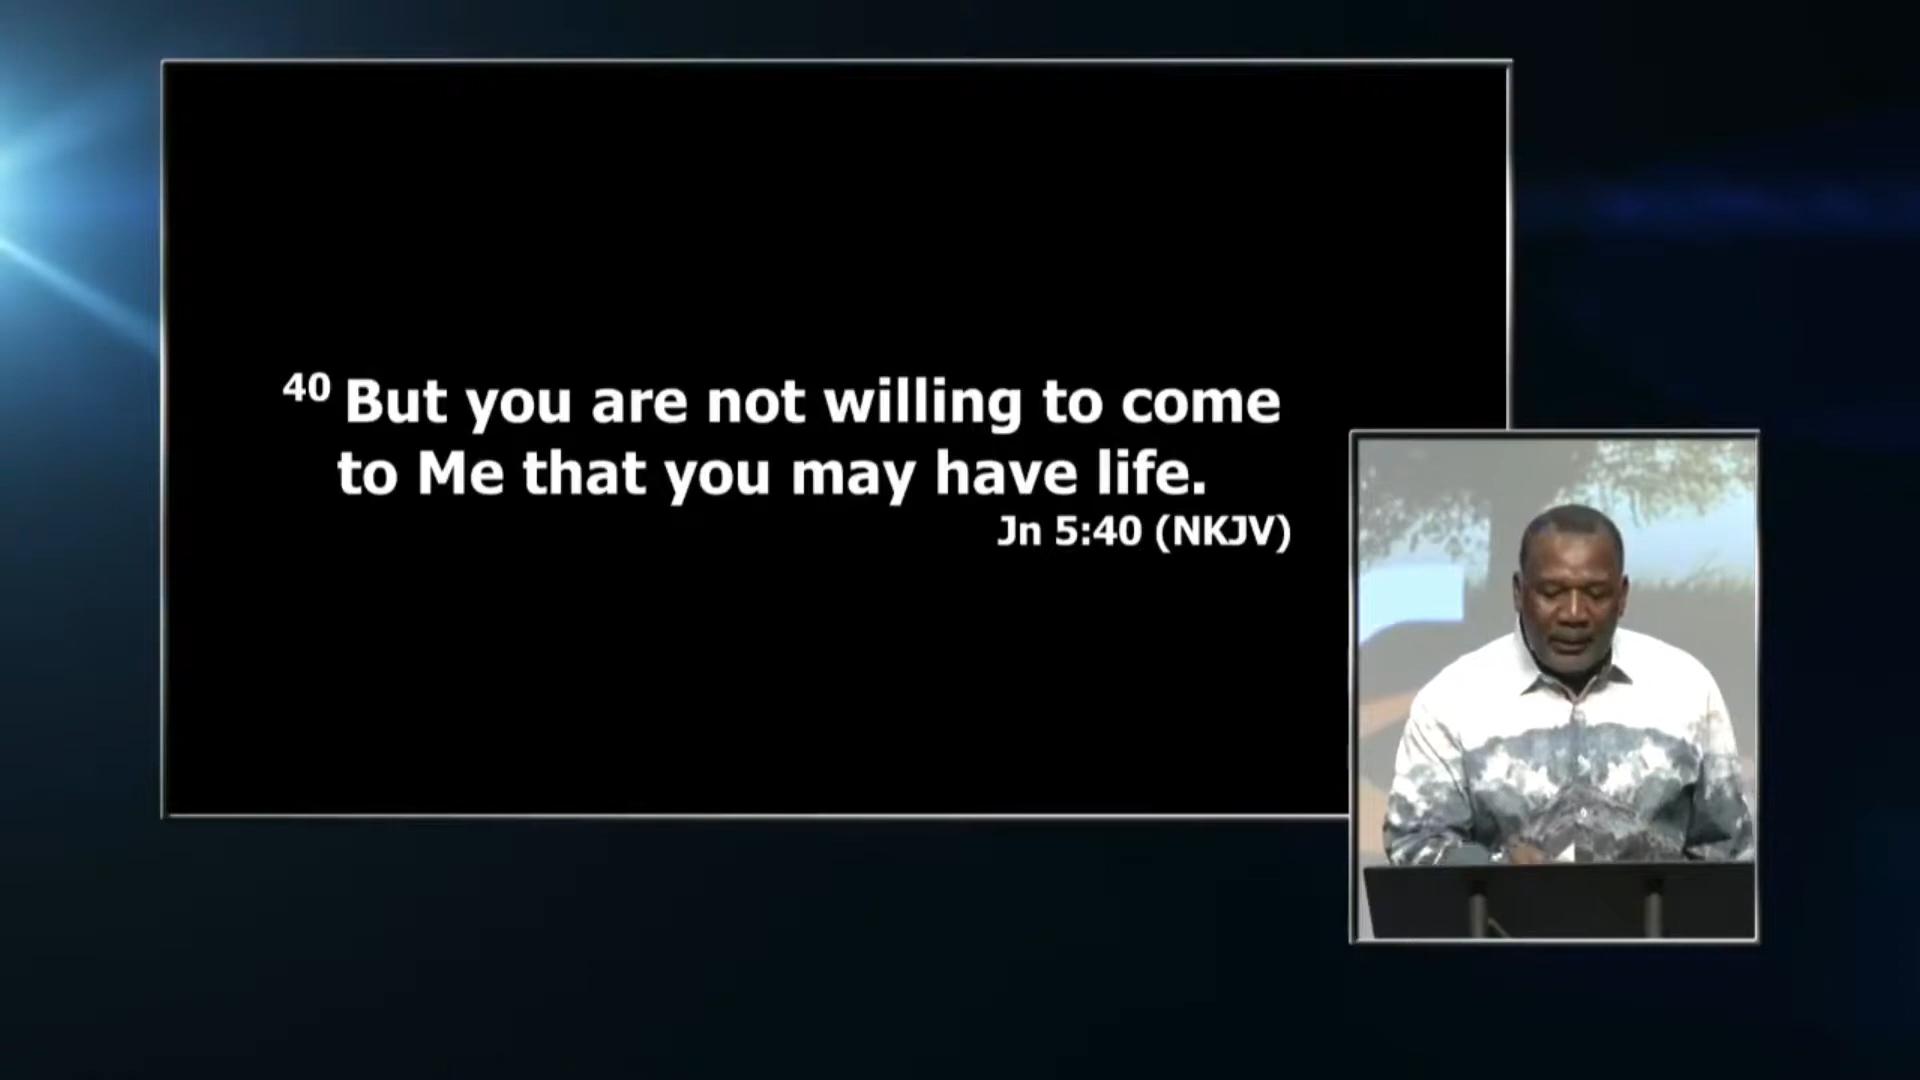 40 But you are not willing to come
to Me that you may have life.
Jn 5:40 (NKJV)